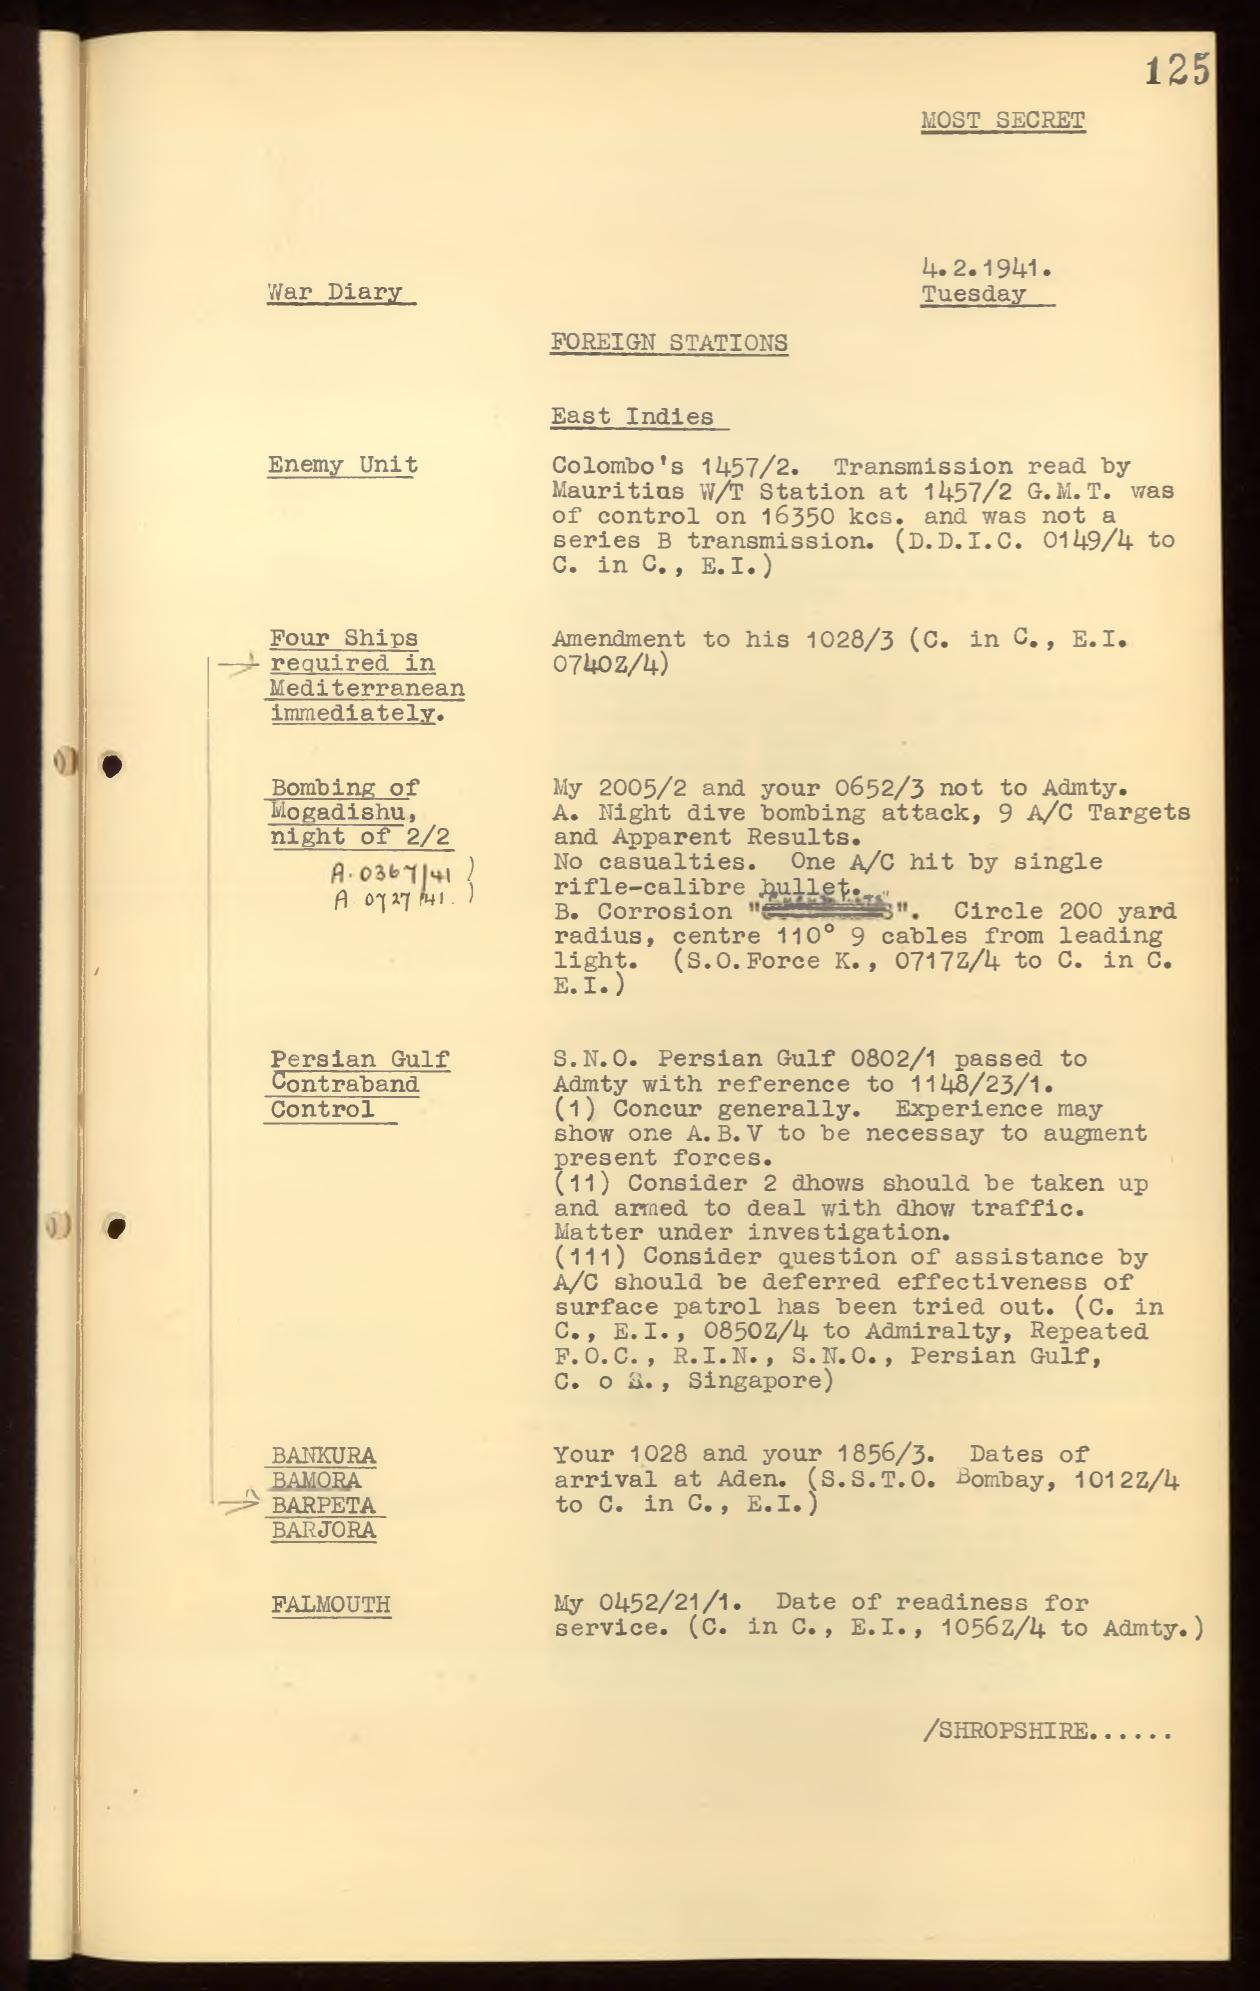 125
MOST SECRET
4.2.1941.
War Diary
Tuesday
FOREIGN STATIONS
East Indies
Enemy Unit
Colombo's 1457/2. Transmission read by
Mauritius W/T Station at 1457/2 G.M.T. was
of control on 16350 kcs. and was not a
series B transmission. (D.D.I.C. 0149/4 to
C. in C., E.I.)
Four Ships
required in
Mediterranean
immediately.
Amendment to his 1028/3 (C. in C., E.I.
0740Z/4)
Bombing of
Mogadishu,
night of 2/2
A.0367/41 )
A 0727/41. )
My 2005/2 and your 0652/3 not to Admty.
A. Night dive bombing attack, 9 A/C Targets
and Apparent Results.
No casualties. One A/C hit by single
rifle-calibre bullet.
B. Corrosion " ". Circle 200 yard
radius, centre 110° 9 cables from leading
light. (S.O.Force K., 0717Z/4 to C. in C.
E.I.)
Persian Gulf
Contraband
Control
S.N.O. Persian Gulf 0802/1 passed to
Admty with reference to 1148/23/1.
(1) Concur generally. Experience may
show one A.B.V to be necessay to augment
present forces.
(11) Consider 2 dhows should be taken up
and armed to deal with dhow traffic.
Matter under investigation.
(111) Consider question of assistance by
A/C should be deferred effectiveness of
surface patrol has been tried out. (C. in
C., E.I., 0850Z/4 to Admiralty, Repeated
F.O.C., R.I.N., S.N.O., Persian Gulf,
C. o S., Singapore)
BANKURA
BAMORA
BARPETA
BARJORA
Your 1028 and your 1856/3. Dates of
arrival at Aden. (S.S.T.O. Bombay, 1012Z/4
to C. in C., E.I.)
FALMOUTH
My 0452/21/1. Date of readiness for
service. (C. in C., E.I., 1056Z/4 to Admty.)
/SHROPSHIRE......